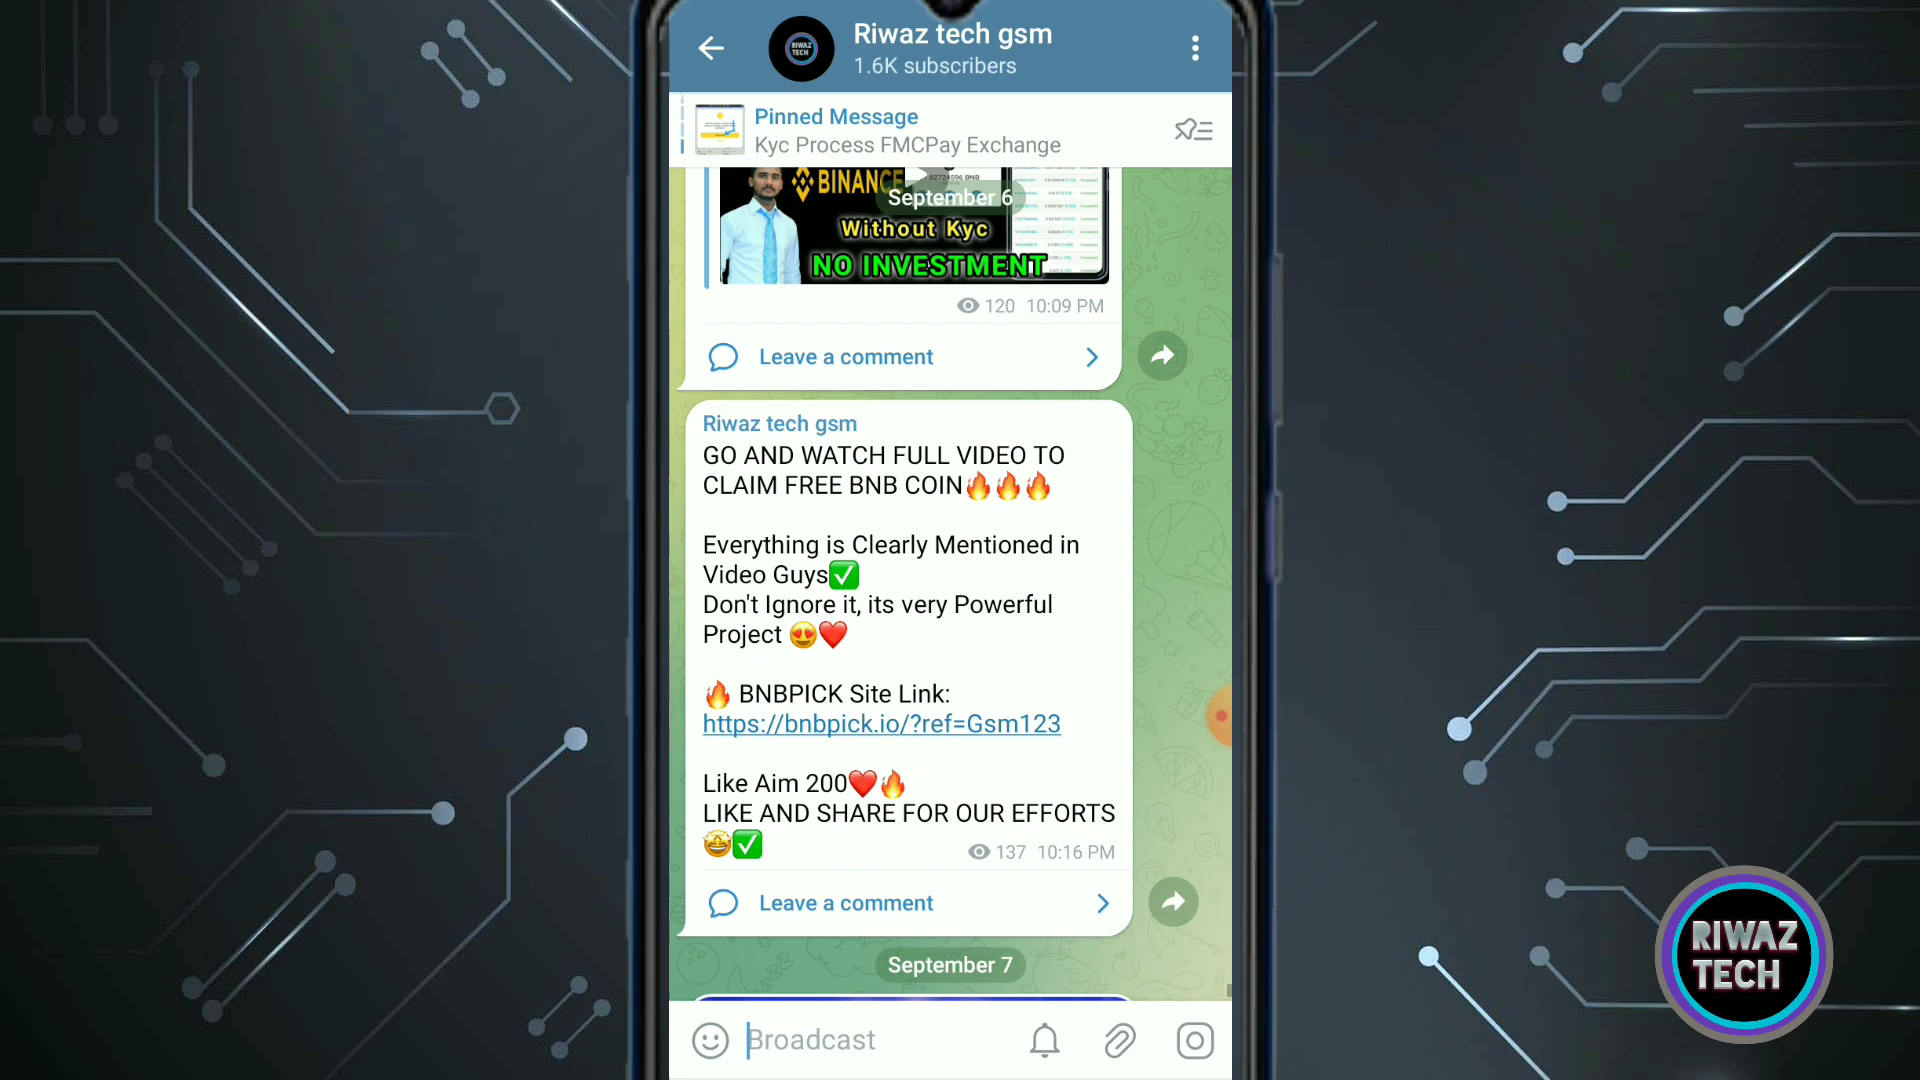 Riwaz tech gsm
1.6K subscribers
Pinned Message
Kyc Process FMCPay Exchange
BINANCE
September 6
Without Kyc
NO INVESTMENT
120 10:09 PM
Leave a comment
Riwaz tech gsm
GO AND WATCH FULL VIDEO TO
CLAIM FREE BNB COIN🔥🔥🔥
Everything is Clearly Mentioned in
Video Guys✅
Don't Ignore it, its very Powerful
Project 😍❤️
🔥 BNBPICK Site Link:
https://bnbpick.io/?ref=Gsm123
Like Aim 200❤️🔥
LIKE AND SHARE FOR OUR EFFORTS
🤩✅
137 10:16 PM
Leave a comment
September 7
Broadcast
RIWAZ
TECH